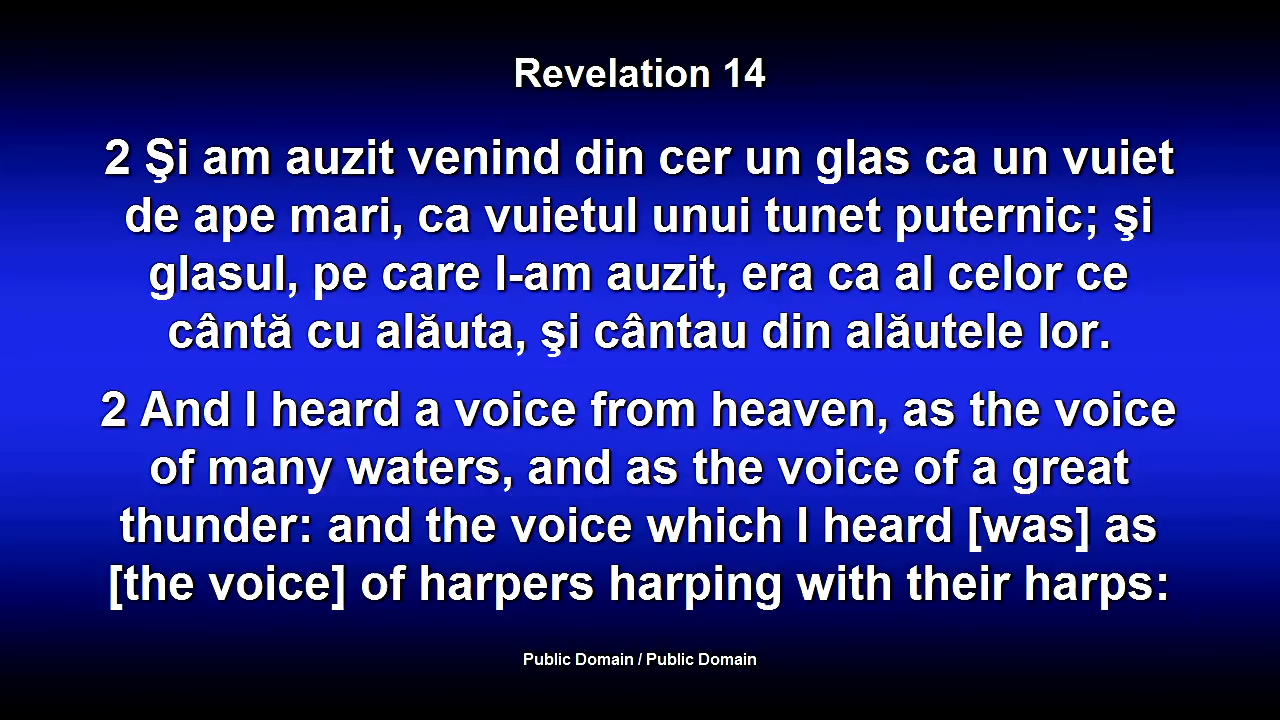 Revelation 14
2 Şi am auzit venind din cer un glas ca un vuiet
de ape mari, ca vuietul unui tunet puternic; şi
glasul, pe care l-am auzit, era ca al celor ce
cântă cu alăuta, şi cântau din alăutele lor.
2 And I heard a voice from heaven, as the voice
of many waters, and as the voice of a great
thunder: and the voice which I heard [was] as
[the voice] of harpers harping with their harps:
Public Domain / Public Domain